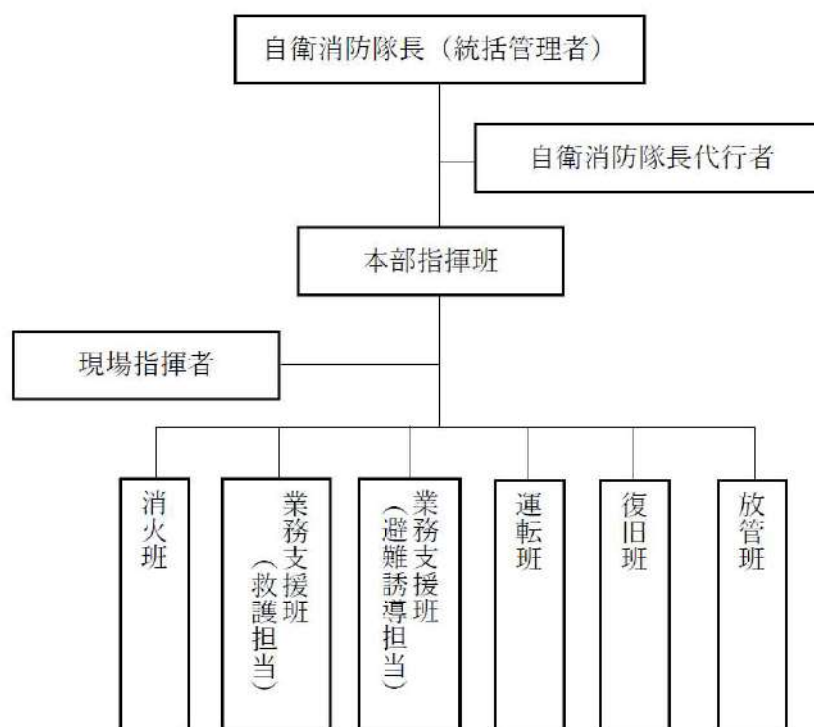 自衛消防隊長（統括管理者）
自衛消防隊長代行者
本部指揮班
現場指揮者
消火班
業務支援班
（救護担当）
業務支援班
（避難誘導担当）
運転班
復旧班
放管班